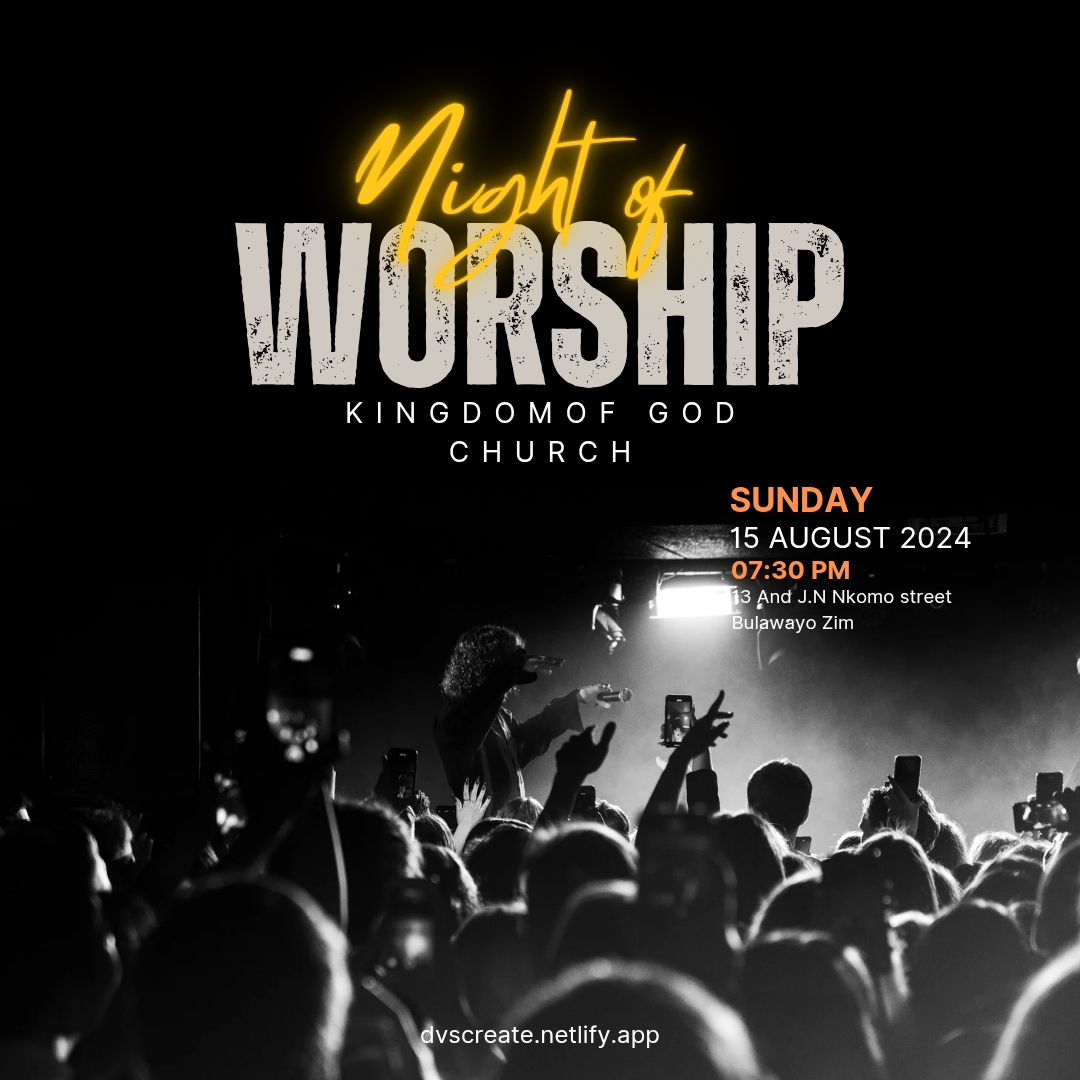 Night of
WORSHIP
KINGDOMOF GOD
CHURCH
SUNDAY
15 AUGUST 2024
07:30 PM
13 And J.N Nkomo street
Bulawayo Zim
dvscreate.netlify.app